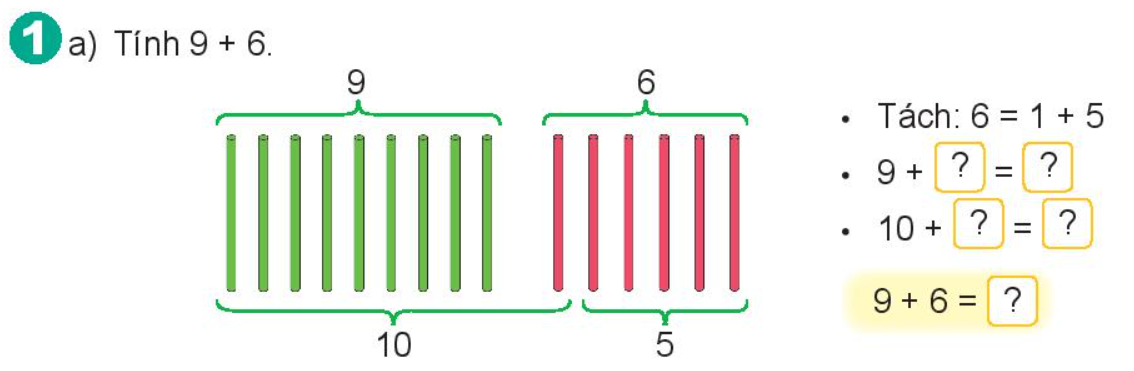 1 a) Tính 9 + 6.
9 6
10 5
• Tách: 6 = 1 + 5
• 9 + ? = ?
• 10 + ? = ?
9 + 6 = ?